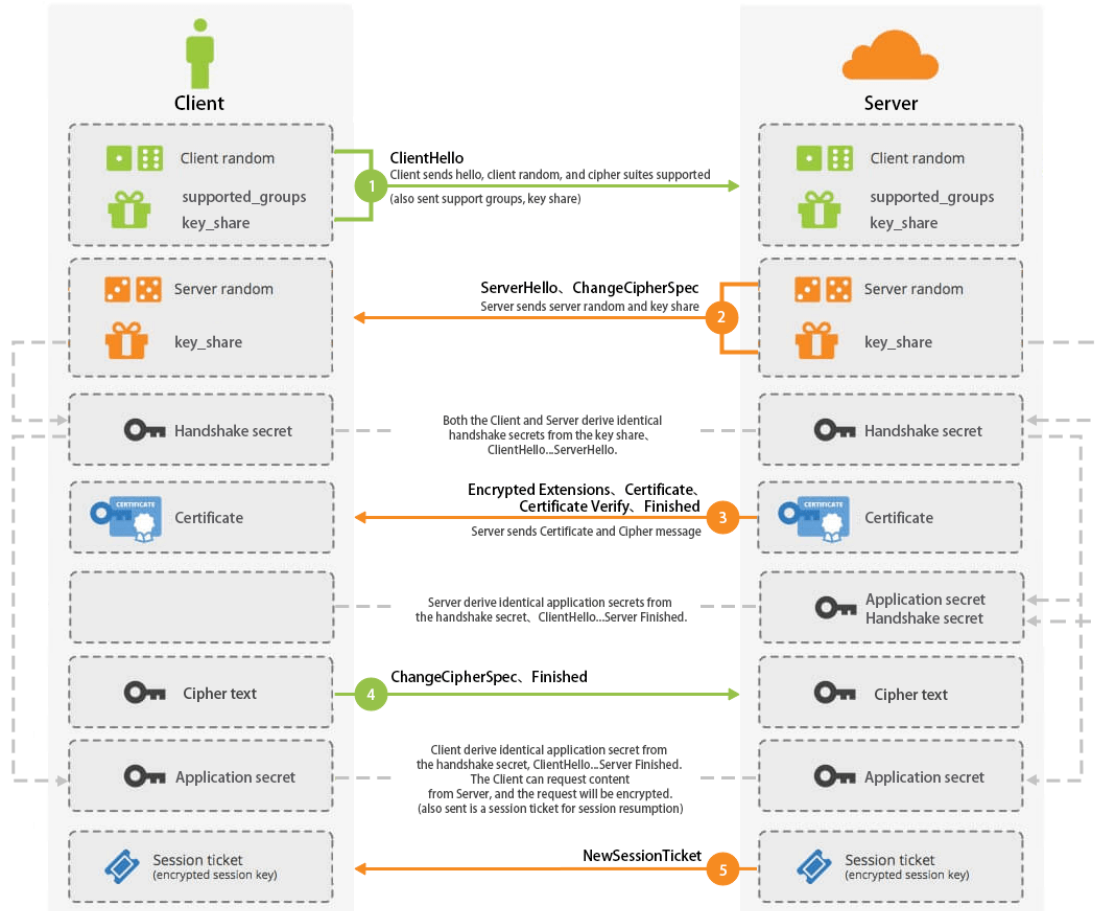 Client
Server
Client random
supported_groups
key_share
ClientHello
1
Client sends hello, client random, and cipher suites supported
(also sent support groups, key share)
Client random
supported_groups
key_share
Server random
key_share
ServerHello、ChangeCipherSpec
Server sends server random and key share
2
Server random
key_share
Handshake secret
Both the Client and Server derive identical
handshake secrets from the key share、
ClientHello...ServerHello.
Handshake secret
CERTIFICATE
Certificate
Encrypted Extensions、Certificate、
Certificate Verify、Finished
3
Server sends Certificate and Cipher message
CERTIFICATE
Certificate
Server derive identical application secrets from
the handshake secret、ClientHello...Server Finished.
Application secret
Handshake secret
Cipher text
4
ChangeCipherSpec、Finished
Cipher text
Application secret
Client derive identical application secret from
the handshake secret, ClientHello...Server Finished.
The Client can request content
from Server, and the request will be encrypted.
(also sent is a session ticket for session resumption)
Application secret
Session ticket
(encrypted session key)
NewSessionTicket
5
Session ticket
(encrypted session key)